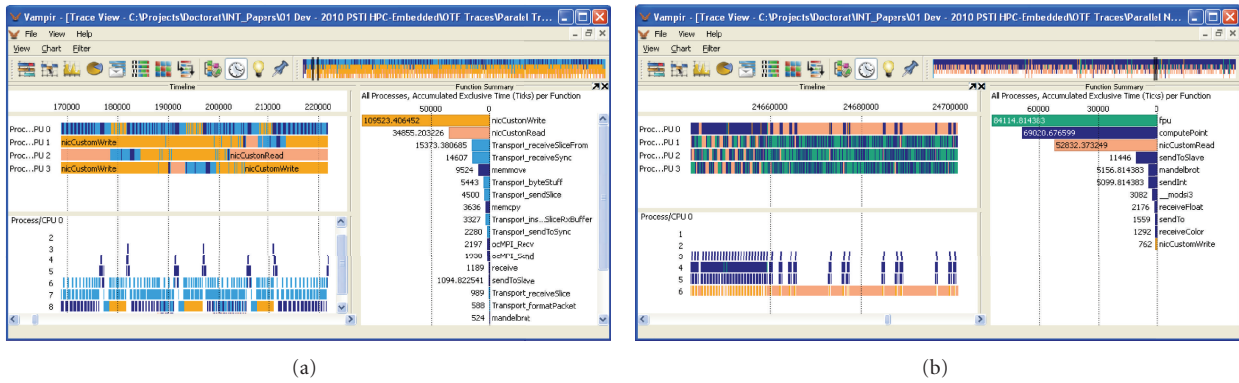 Vampir - [Trace View - C:\Projects\Doctorat\INT_Papers\01 Dev - 2010 PSTI HPC-Embedded\OTF Traces\Paralel Tr...
File View Help
View Chart Filter
Timeline
170000 180000 190000 200000 210000 220000
Proc...PU 0
Proc...PU 1 nicCustomWrite
Proc...PU 2 nicCustonRead
Proc...PU 3 nicCustomWrite nicCustomWrite
Process/CPU 0
2
3
4
5
6
7
8
Function Summary
All Processes, Accumulated Exclusive Time (Ticks) per Function
50000 0
109523.406452 nicCustonWrite
34855.203226 nicCustonRead
15373.380685 Transport_receiveSliceFrom
14607 Transport_receiveSync
9524 memmove
5443 Transport_byteStuff
4500 Transport_sendSlice
3636 memcpy
3327 Transport_ins...SliceRxBuffer
2280 Transport_sendToSync
2197 ocMPI_Recv
ocMPI_Send
1189 receive
1094.822541 sendToSlave
989 Transport_receiveSlice
588 Transport_formatPacket
524 mandelbrot
(a)
Vampir - [Trace View - C:\Projects\Doctorat\INT_Papers\01 Dev - 2010 PSTI HPC-Embedded\OTF Traces\Parallel N...
File View Help
View Chart Filter
Timeline
24660000 24680000 24700000
Proc...PU 0
Proc...PU 1
Proc...PU 2
Proc...PU 3
Process/CPU 0
1
2
3
4
5
6
Function Summary
All Processes, Accumulated Exclusive Time (Ticks) per Function
60000 30000 0
84114.814383 fpu
69020.676599 computePoint
52832.373249 nicCustomRead
11446 sendToSlave
5156.814383 mandelbrot
5099.814383 sendInt
3082 __modsi3
2176 receiveFloat
1559 sendTo
1292 receiveColor
762 nicCustomWrite
(b)